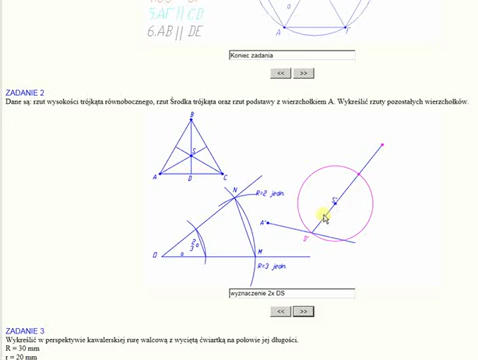 5.AF || CD
6.AB || DE
A
F
Koniec zadania
<< >>
ZADANIE 2
Dane są: rzut wysokości trójkąta równobocznego, rzut Środka trójkąta oraz rzut podstawy z wierzchołkiem A. Wykreślić rzuty pozostałych wierzchołków.
B
S
A D C
N
R=2 jedn.
S'
A'
D'
O
M
R=3 jedn.
wyznaczenie 2x DS
<< >>
ZADANIE 3
Wykreślić w perspektywie kawalerskiej rurę walcową z wyciętą ćwiartką na połowie jej długości.
R = 30 mm
r = 20 mm